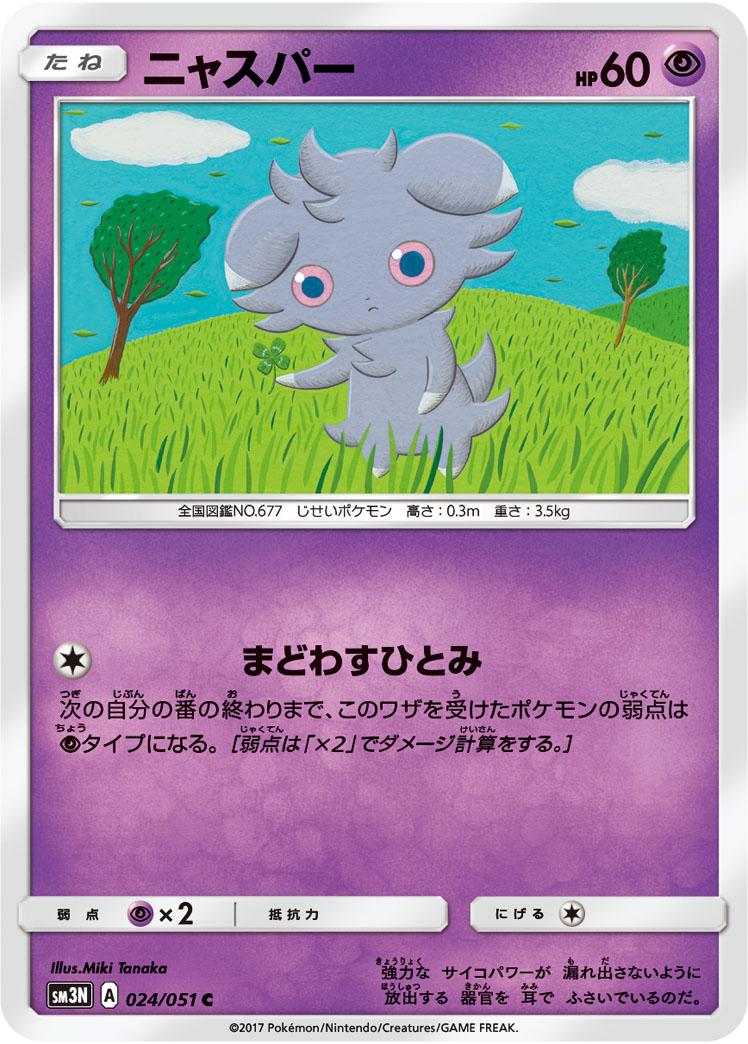 たね ニャスパー HP60
全国図鑑NO.677 じせいポケモン 高さ:0.3m 重さ:3.5kg
まどわすひとみ
次の自分の番の終わりまで、このワザを受けたポケモンの弱点は
タイプになる。[弱点は「×2」でダメージ計算をする。]
弱点 ×2 抵抗力 にげる
Illus.Miki Tanaka
SM3N A 024/051 C
強力な サイコパワーが 漏れ出さないように
放出する 器官を 耳で ふさいでいるのだ。
©2017 Pokémon/Nintendo/Creatures/GAME FREAK.